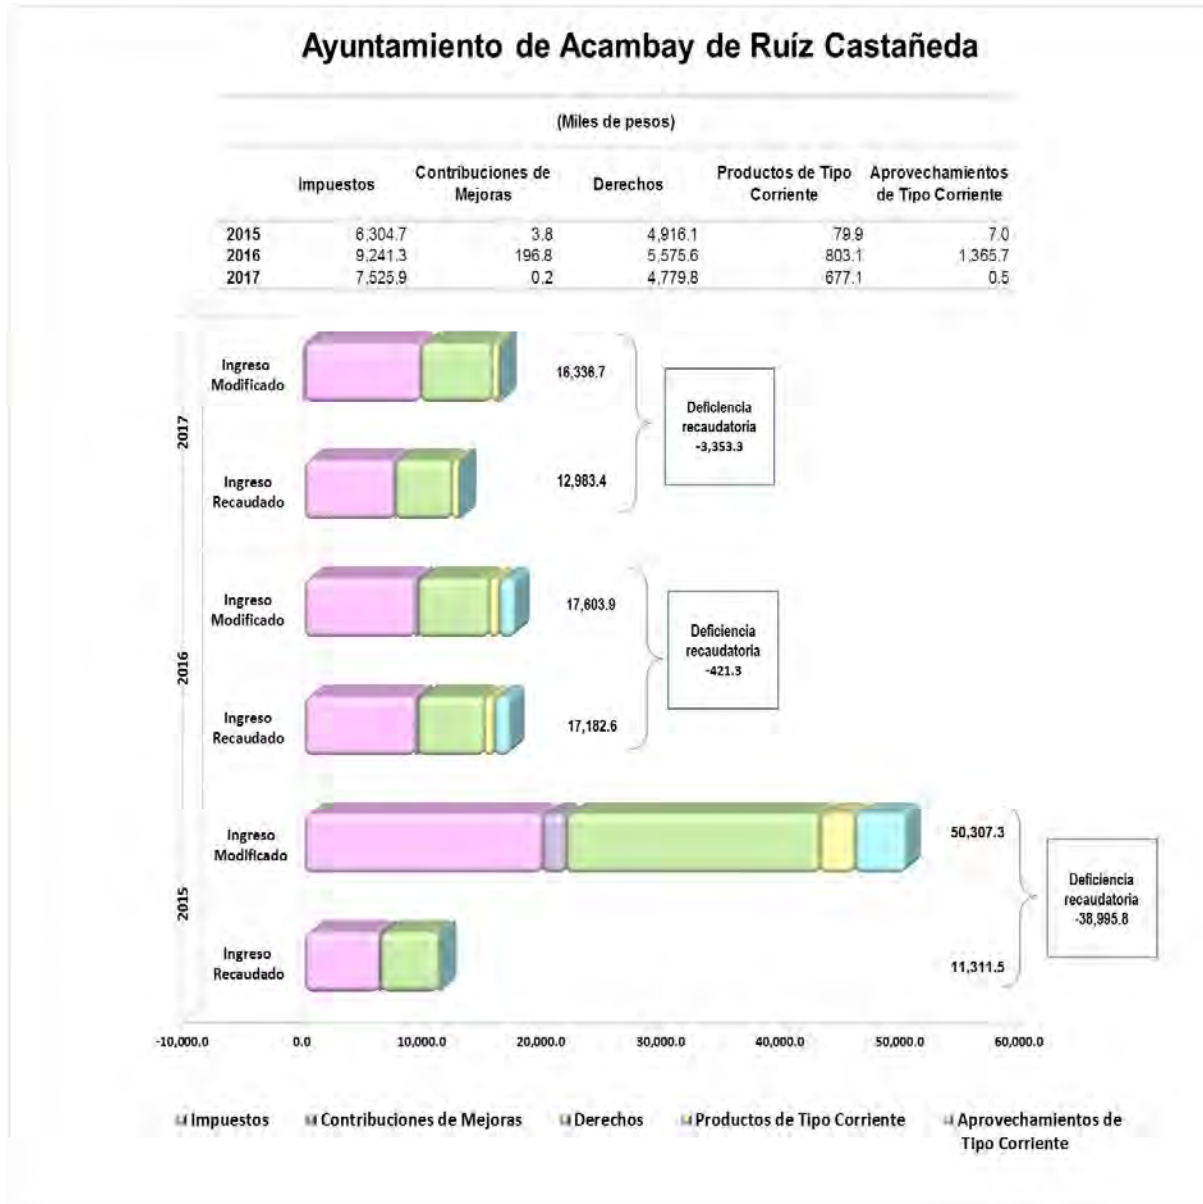 Ayuntamiento de Acambay de Ruíz Castañeda
(Miles de pesos)
Impuestos Contribuciones de Mejoras Derechos Productos de Tipo Corriente Aprovechamientos de Tipo Corriente
2015 6,304.7 3.8 4,916.1 79.9 7.0
2016 9,241.3 196.8 5,575.6 803.1 1,365.7
2017 7,525.9 0.2 4,779.8 677.1 0.5
2017
Ingreso
Modificado
16,336.7
Ingreso
Recaudado
12,983.4
Deficiencia
recaudatoria
-3,353.3
2016
Ingreso
Modificado
17,603.9
Ingreso
Recaudado
17,182.6
Deficiencia
recaudatoria
-421.3
2015
Ingreso
Modificado
50,307.3
Ingreso
Recaudado
11,311.5
Deficiencia
recaudatoria
-38,995.8
-10,000.0 0.0 10,000.0 20,000.0 30,000.0 40,000.0 50,000.0 60,000.0
Impuestos Contribuciones de Mejoras Derechos Productos de Tipo Corriente Aprovechamientos de
Tipo Corriente